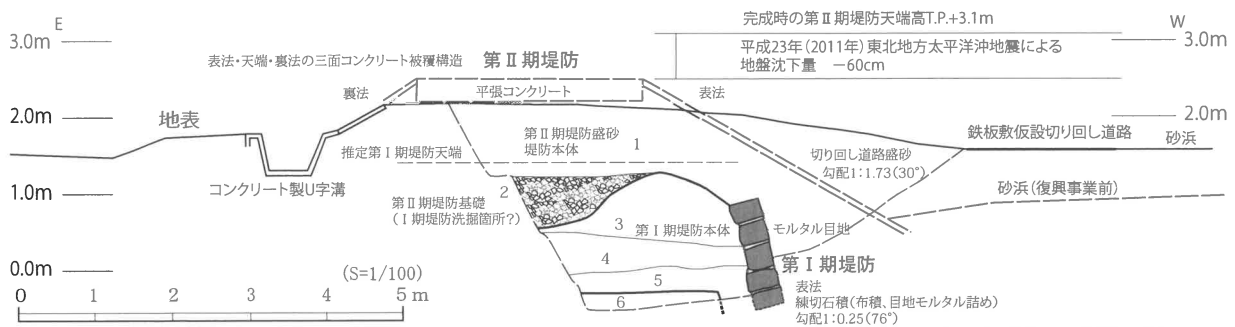 E
W
完成時の第Ⅱ期堤防天端高T.P.+3.1m
3.0m
3.0m
平成23年(2011年)東北地方太平洋沖地震による
地盤沈下量 −60cm
表法・天端・裏法の三面コンクリート被覆構造
第Ⅱ期堤防
裏法
平張コンクリート
表法
2.0m
2.0m
地表
第Ⅱ期堤防盛砂
堤防本体
1
鉄板敷仮設切り回し道路
砂浜
推定第Ⅰ期堤防天端
切り回し道路盛砂
勾配1:1.73(30°)
コンクリート製U字溝
1.0m
2
砂浜(復興事業前)
第Ⅱ期堤防基礎
(Ⅰ期堤防洗掘箇所?)
3
第Ⅰ期堤防本体
モルタル目地
4
第Ⅰ期堤防
0.0m
(S=1/100)
5
表法
練切石積(布積、目地モルタル詰め)
勾配1:0.25(76°)
6
0 1 2 3 4 5 m